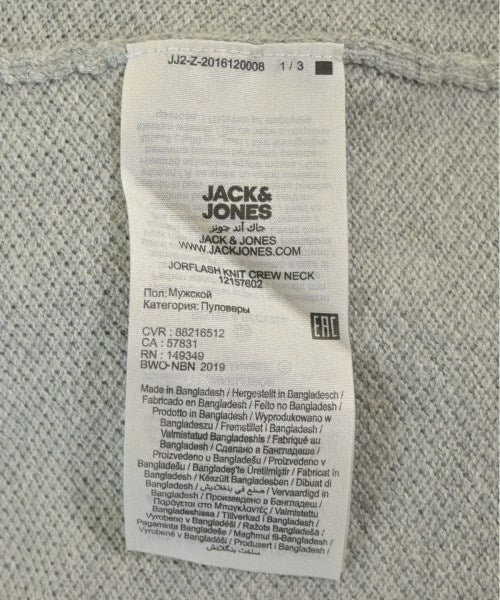 JJ2-Z-2016120008 1 / 3
JACK&
JONES
جاك آند جونز
JACK & JONES
WWW.JACKJONES.COM
JORFLASH KNIT CREW NECK
12157602
Пол: Мужской
Категория: Пуловеры
EAC
CVR : 88216512
CA : 57831
RN : 149349
BWO-NBN 2019
Made in Bangladesh / Hergestellt in Bangladesch /
Fabricado en Bangladesh / Feito no Bangladesh /
Prodotto in Bangladesh / Wyprodukowano w
Bangladeszu / Fremstillet i Bangladesh /
Valmistatud Bangladeshis / Fabriqué au
Bangladesh / Сделано в Бангладеше /
Proizvedeno u Bangladešu / Proizvedeno v
Bangladešu / Bangladeş'te Üretilmiştir / Fabricat in
Bangladesh / Készült Bangladesben / Dibuat di
Bangladesh / صنع في بنغلاديش / Vervaardigd in
Bangladesh / Произведено в Бангладеш /
Παράγεται στο Μπαγκλαντές / Valmistettu
Bangladeshissa / Tillverkad i Bangladesh /
Vyrobeno v Bangladéši / Ražots Bangladešā /
Pagaminta Bangladeše / Maghmul fil-Bangladesh /
Vyrobené v Bangladéši / Produsert i Bangladesh /
ساخت بنگلادش